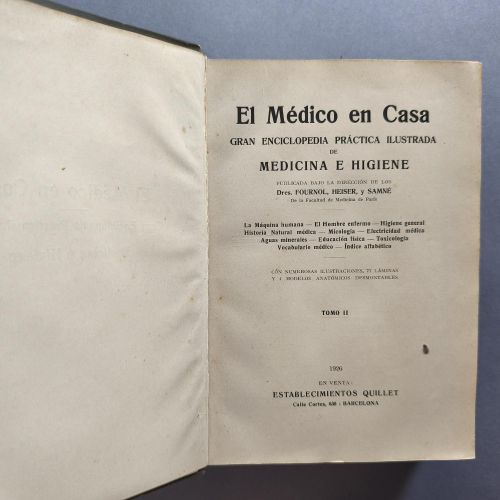 El Médico en Casa
GRAN ENCICLOPEDIA PRÁCTICA ILUSTRADA
DE
MEDICINA E HIGIENE
PUBLICADA BAJO LA DIRECCIÓN DE LOS
Dres. FOURNOL, HEISER, y SAMNÉ
De la Facultad de Medicina de París
La Máquina humana — El Hombre enfermo — Higiene general
Historia Natural médica — Micología — Electricidad médica
Aguas minerales — Educación física — Toxicología
Vocabulario médico — Índice alfabético
CON NUMEROSAS ILUSTRACIONES, LÁMINAS
Y 4 MODELOS ANATÓMICOS DESMONTABLES
TOMO II
1926
EN VENTA:
ESTABLECIMIENTOS QUILLET
Calle Cortes, : BARCELONA